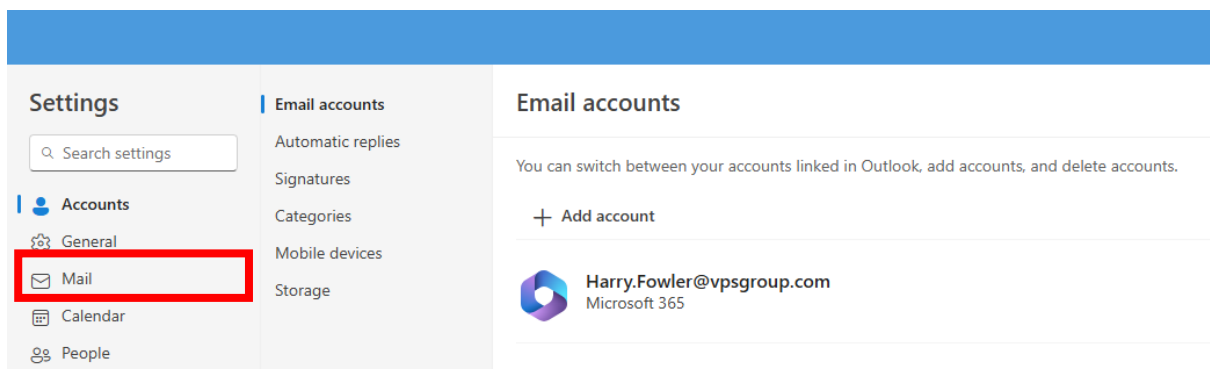 Settings
Search settings
Accounts
General
Mail
Calendar
People
Email accounts
Automatic replies
Signatures
Categories
Mobile devices
Storage
Email accounts
You can switch between your accounts linked in Outlook, add accounts, and delete accounts.
Add account
Harry.Fowler@vpsgroup.com
Microsoft 365